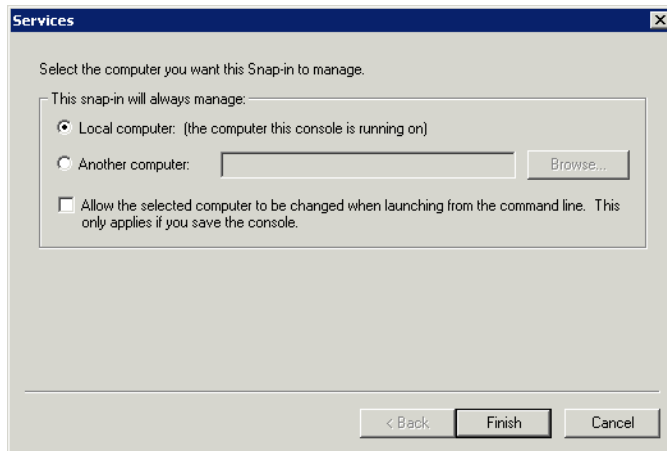 Services
Select the computer you want this Snap-in to manage.
This snap-in will always manage:
Local computer: (the computer this console is running on)
Another computer:
Browse...
Allow the selected computer to be changed when launching from the command line. This
only applies if you save the console.
< Back
Finish
Cancel